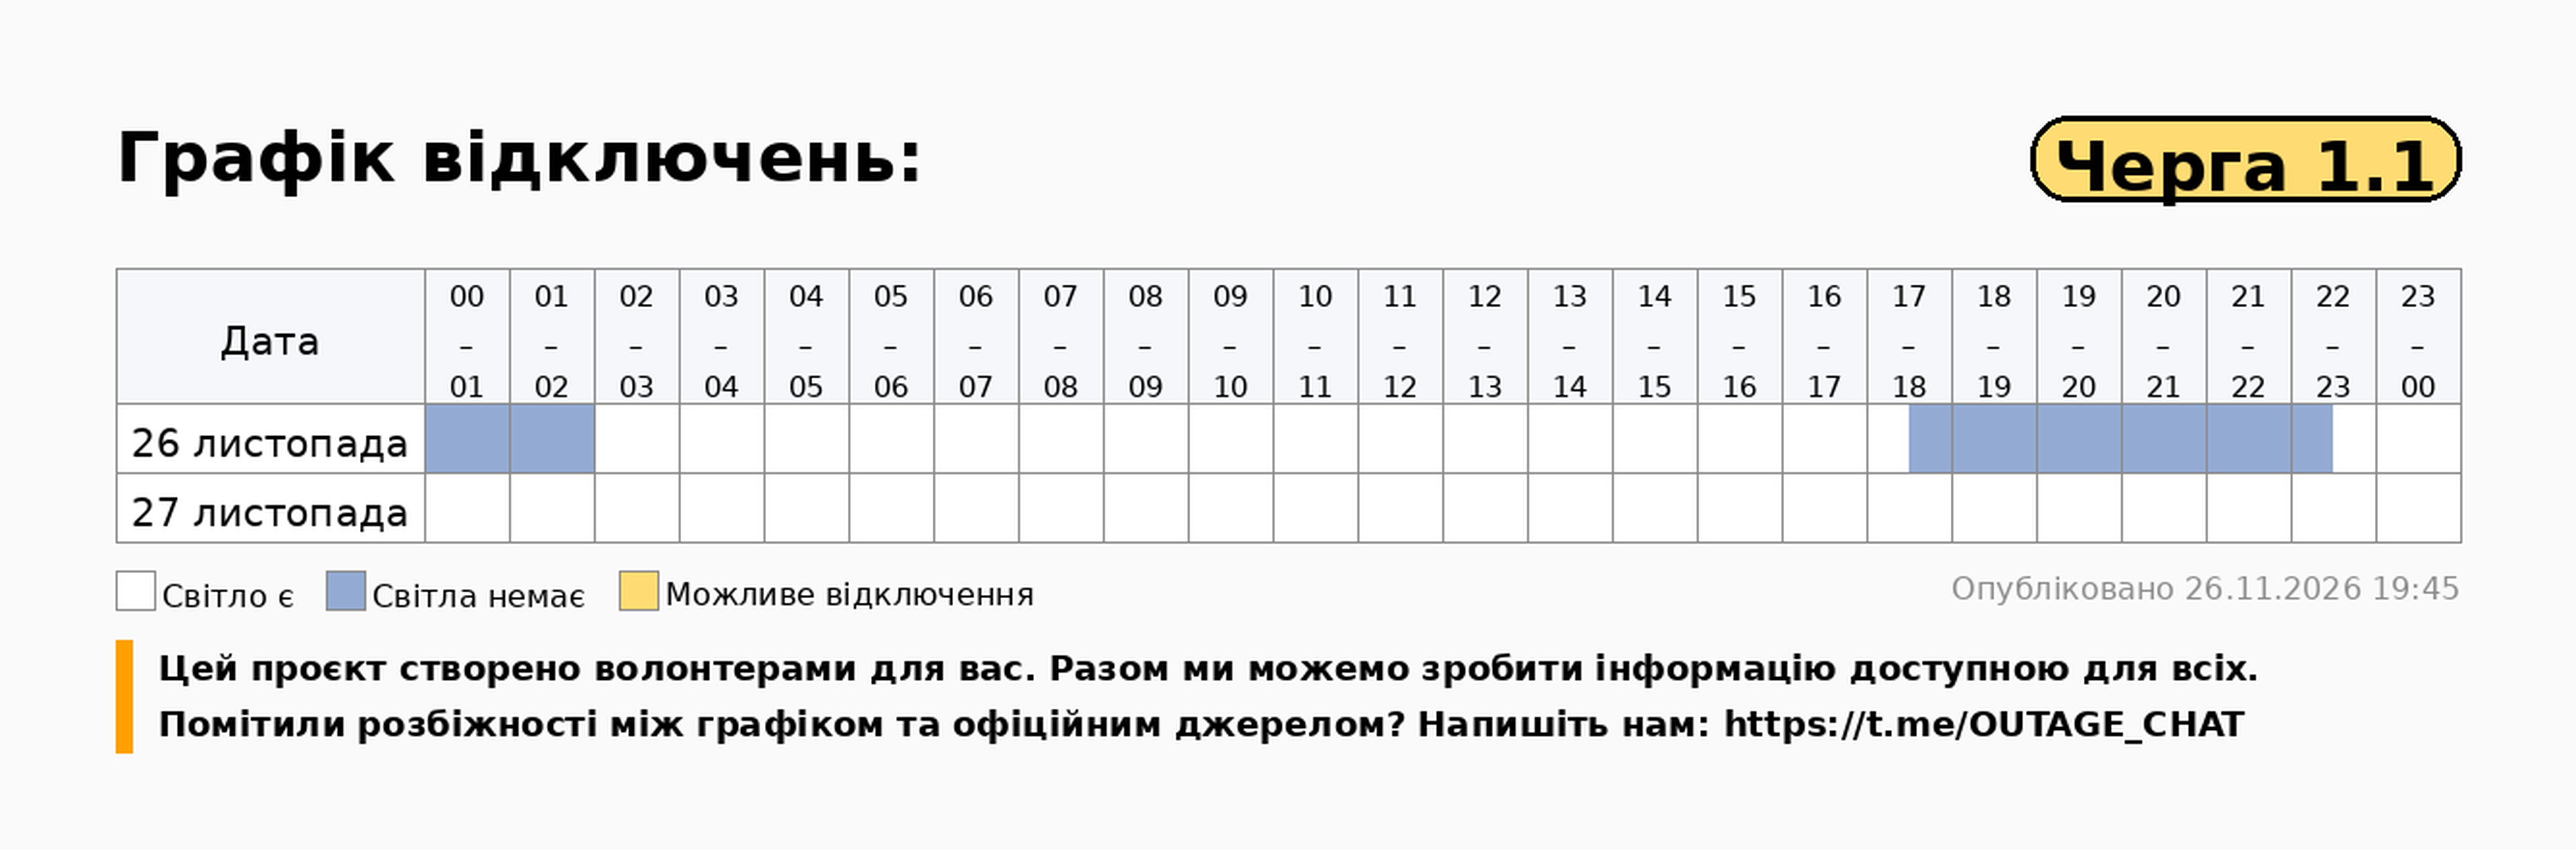 Графік відключень:
Черга 1.1
Дата 00 – 01 01 – 02 02 – 03 03 – 04 04 – 05 05 – 06 06 – 07 07 – 08 08 – 09 09 – 10 10 – 11 11 – 12 12 – 13 13 – 14 14 – 15 15 – 16 16 – 17 17 – 18 18 – 19 19 – 20 20 – 21 21 – 22 22 – 23 23 – 00
26 листопада
27 листопада
Світло є Світла немає Можливе відключення
Опубліковано 26.11.2026 19:45
Цей проєкт створено волонтерами для вас. Разом ми можемо зробити інформацію доступною для всіх.
Помітили розбіжності між графіком та офіційним джерелом? Напишіть нам: https://t.me/OUTAGE_CHAT